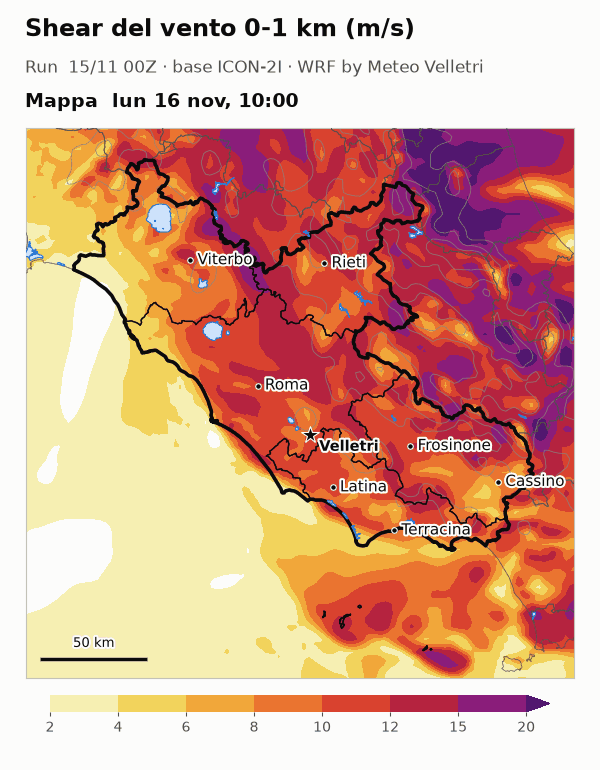 Shear del vento 0-1 km (m/s)
Run  15/11 00Z · base ICON-2I · WRF by Meteo Velletri
Mappa  lun 16 nov, 10:00
Viterbo
Rieti
Roma
Velletri
Frosinone
Cassino
Latina
Terracina
50 km
2 4 6 8 10 12 15 20